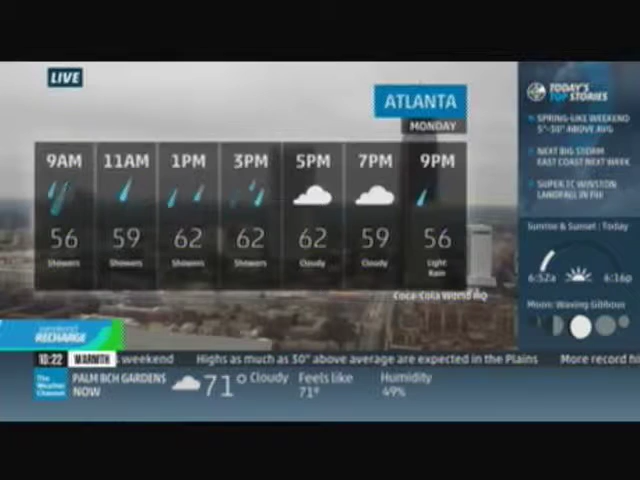 LIVE
ATLANTA
MONDAY
9AM 11AM 1PM 3PM 5PM 7PM 9PM
56 59 62 62 62 59 56
Showers Showers Showers Showers Cloudy Cloudy Light
Rain
Coca-Cola World HQ
TODAY'S
TOP STORIES
SPRING-LIKE WEEKEND
5°-30° ABOVE AVG
NEXT BIG STORM
EAST COAST NEXT WEEK
SUPER TC WINSTON
LANDFALL IN FIJI
Sunrise & Sunset : Today
6:52a 6:16p
Moon: Waxing Gibbous
weekend
RECHARGE
10:22 WARMTH weekend Highs as much as 30° above average are expected in the Plains More record hi
The
Weather
Channel
PALM BCH GARDENS
NOW
71° Cloudy
Feels like
71°
Humidity
49%